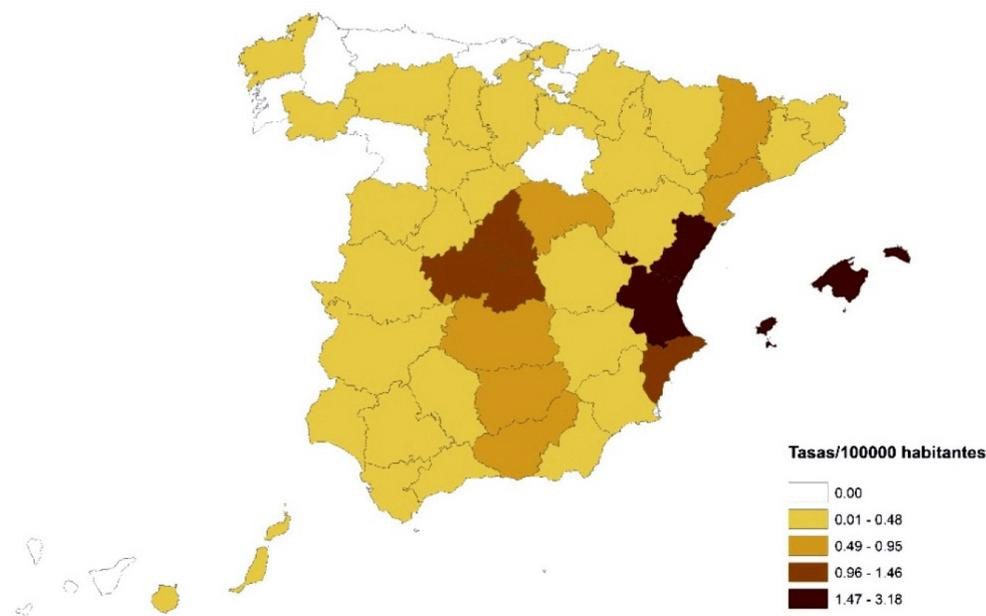 Tasas/100000 habitantes
0.00
0.01 - 0.48
0.49 - 0.95
0.96 - 1.46
1.47 - 3.18